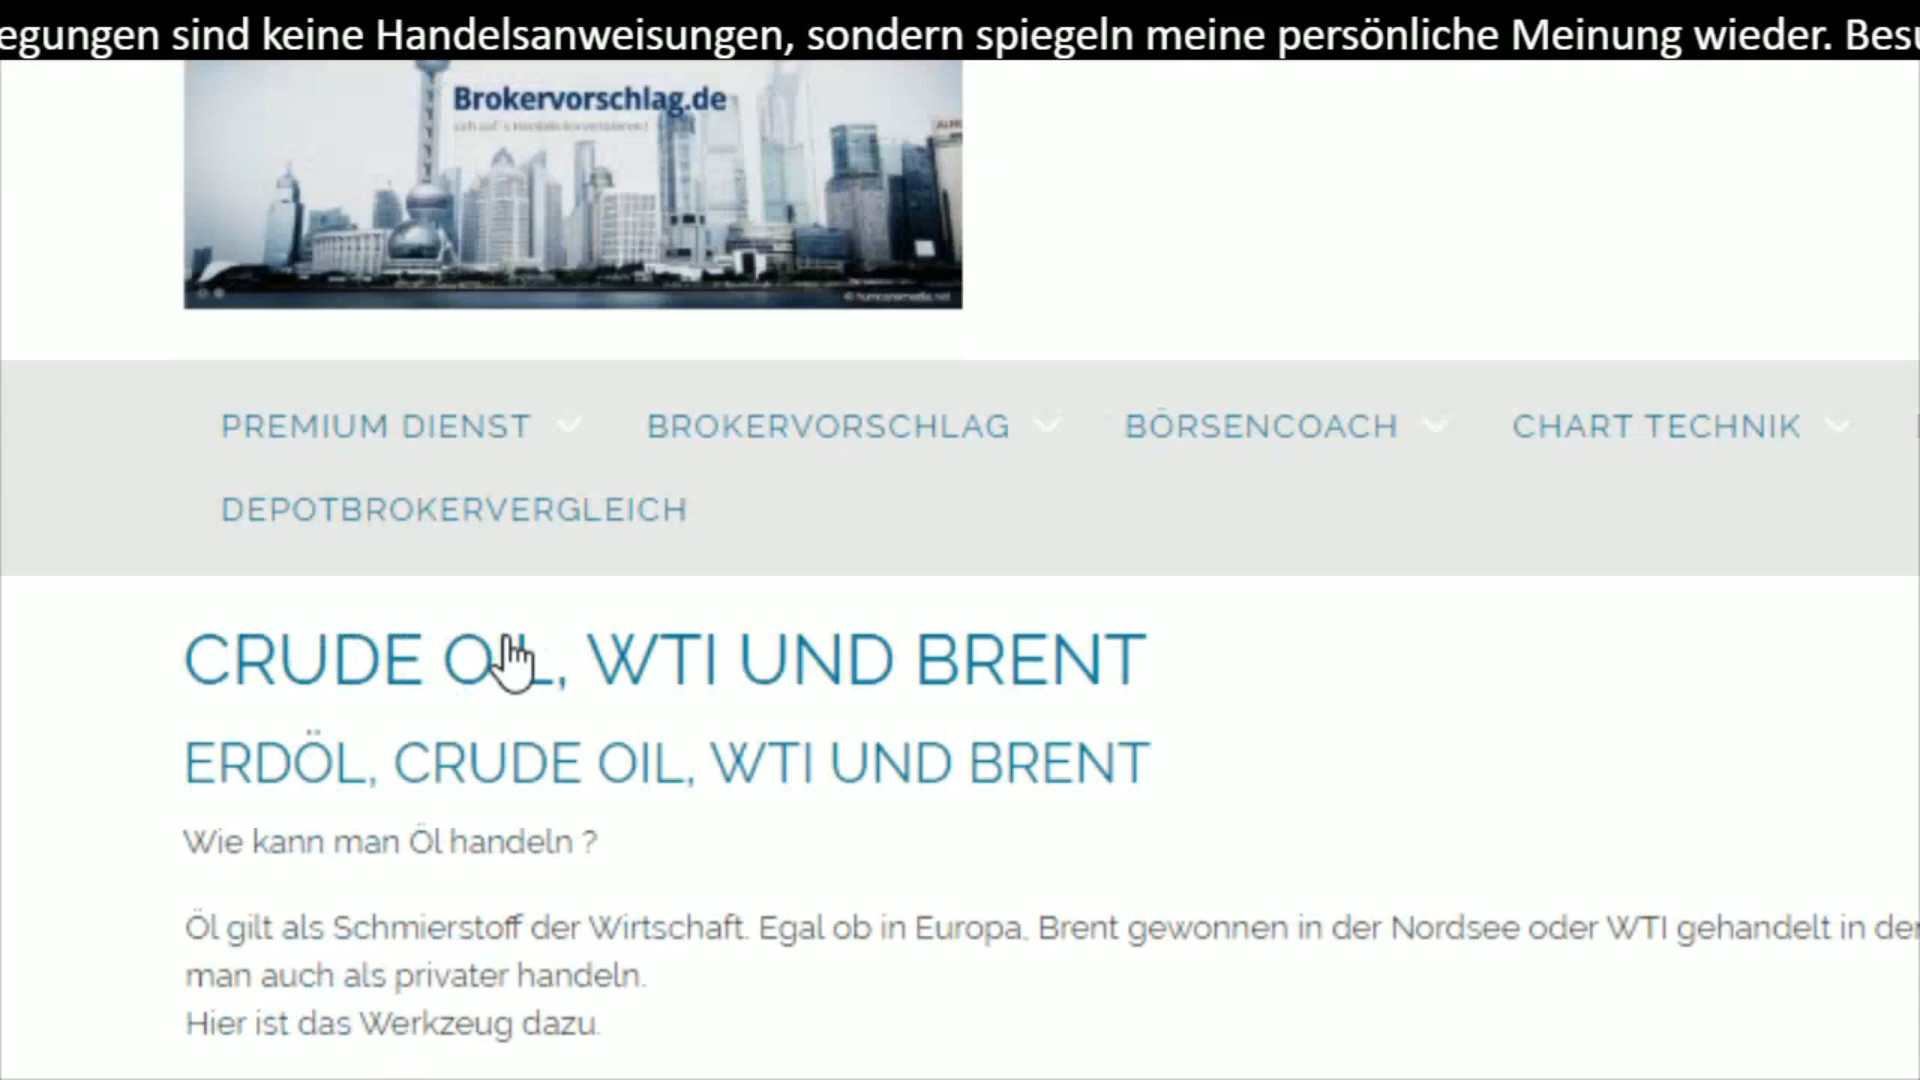 egungen sind keine Handelsanweisungen, sondern spiegeln meine persönliche Meinung wieder. Besu
Brokervorschlag.de
PREMIUM DIENST BROKERVORSCHLAG BÖRSENCOACH CHART TECHNIK
DEPOTBROKERVERGLEICH
CRUDE OIL, WTI UND BRENT
ERDÖL, CRUDE OIL, WTI UND BRENT
Wie kann man Öl handeln ?
Öl gilt als Schmierstoff der Wirtschaft. Egal ob in Europa, Brent gewonnen in der Nordsee oder WTI gehandelt in der
man auch als privater handeln.
Hier ist das Werkzeug dazu.